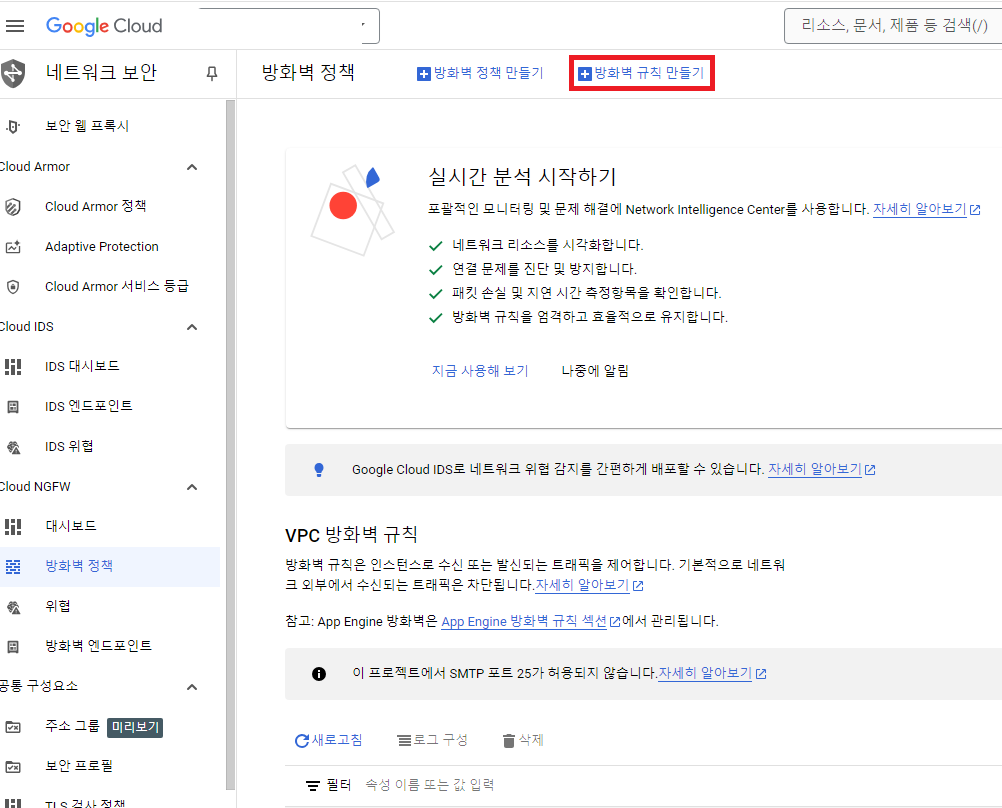 Google Cloud
리소스, 문서, 제품 등 검색(/)
네트워크 보안
방화벽 정책
방화벽 정책 만들기
방화벽 규칙 만들기
보안 웹 프록시
Cloud Armor
Cloud Armor 정책
Adaptive Protection
Cloud Armor 서비스 등급
Cloud IDS
IDS 대시보드
IDS 엔드포인트
IDS 위협
Cloud NGFW
대시보드
방화벽 정책
위협
방화벽 엔드포인트
공통 구성요소
주소 그룹 미리보기
보안 프로필
TLS 검사 정책
실시간 분석 시작하기
포괄적인 모니터링 및 문제 해결에 Network Intelligence Center를 사용합니다. 자세히 알아보기
네트워크 리소스를 시각화합니다.
연결 문제를 진단 및 방지합니다.
패킷 손실 및 지연 시간 측정항목을 확인합니다.
방화벽 규칙을 엄격하고 효율적으로 유지합니다.
지금 사용해 보기 나중에 알림
Google Cloud IDS로 네트워크 위협 감지를 간편하게 배포할 수 있습니다. 자세히 알아보기
VPC 방화벽 규칙
방화벽 규칙은 인스턴스로 수신 또는 발신되는 트래픽을 제어합니다. 기본적으로 네트워
크 외부에서 수신되는 트래픽은 차단됩니다.자세히 알아보기
참고: App Engine 방화벽은 App Engine 방화벽 규칙 섹션에서 관리됩니다.
이 프로젝트에서 SMTP 포트 25가 허용되지 않습니다.자세히 알아보기
새로고침 로그 구성 삭제
필터 속성 이름 또는 값 입력